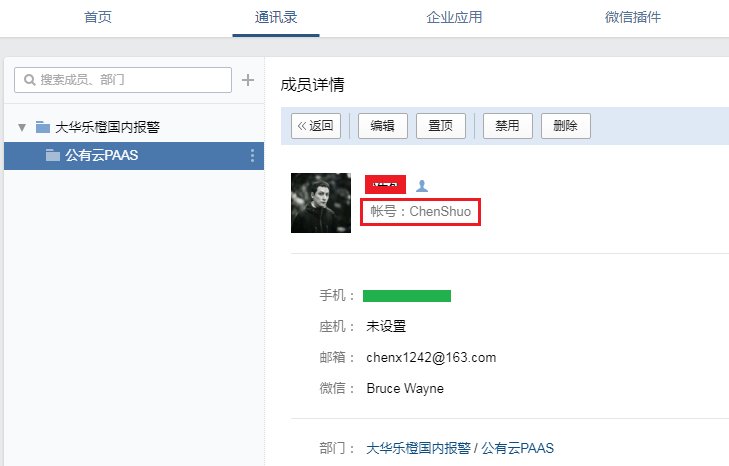 首页 通讯录 企业应用 微信插件
搜索成员、部门
成员详情
大华乐橙国内报警
公有云PAAS
返回 编辑 置顶 禁用 删除
帐号：ChenShuo
手机：
座机： 未设置
邮箱： chenx1242@163.com
微信： Bruce Wayne
部门： 大华乐橙国内报警 / 公有云PAAS